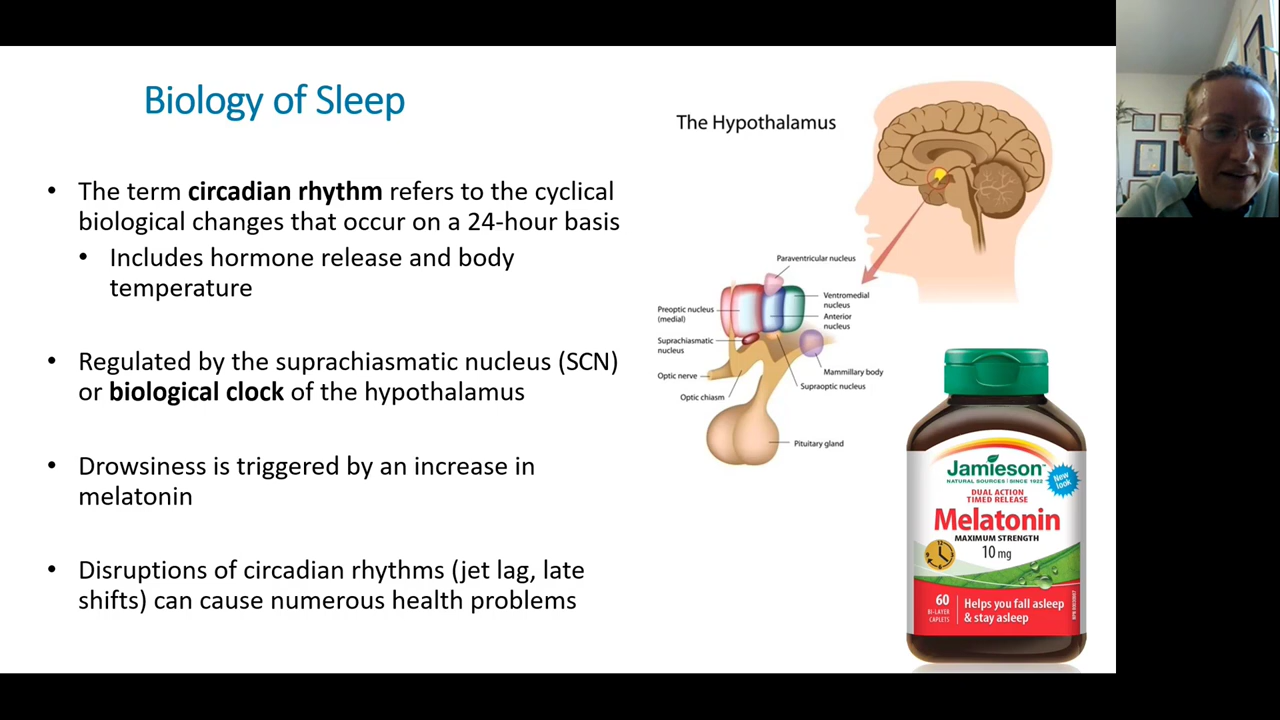 Biology of Sleep
• The term circadian rhythm refers to the cyclical
biological changes that occur on a 24-hour basis
• Includes hormone release and body
temperature
• Regulated by the suprachiasmatic nucleus (SCN)
or biological clock of the hypothalamus
• Drowsiness is triggered by an increase in
melatonin
• Disruptions of circadian rhythms (jet lag, late
shifts) can cause numerous health problems
The Hypothalamus
Paraventricular nucleus
Ventromedial
nucleus
Anterior
nucleus
Preoptic nucleus
(medial)
Suprachiasmatic
nucleus
Optic nerve
Optic chiasm
Mammillary body
Supraoptic nucleus
Pituitary gland
Jamieson™
NATURAL SOURCES | SINCE 1922
New
look
DUAL ACTION
TIMED RELEASE
Melatonin
MAXIMUM STRENGTH
10 mg
60
BI-LAYER
CAPLETS
Helps you fall asleep
& stay asleep